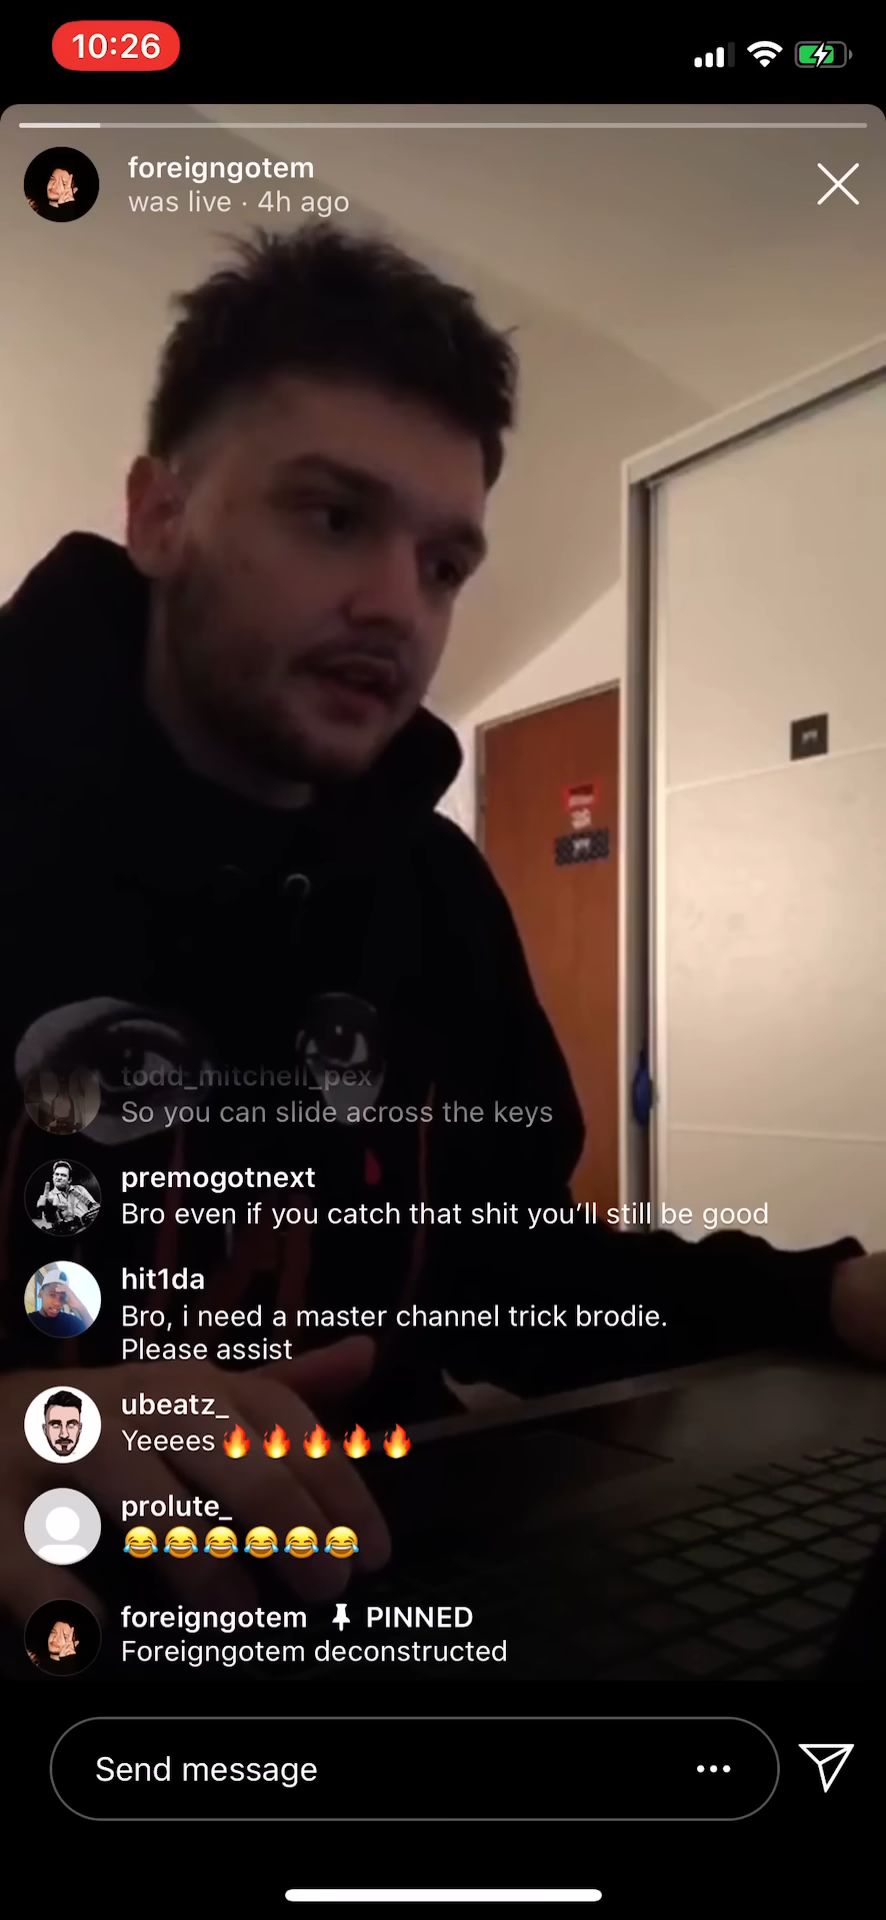 10:26
foreigngotem
was live · 4h ago
todd_mitchell_pex
So you can slide across the keys
premogotnext
Bro even if you catch that shit you’ll still be good
hit1da
Bro, i need a master channel trick brodie.
Please assist
ubeatz_
Yeeees🔥🔥🔥🔥🔥
prolute_
😂😂😂😂😂😂
foreigngotem 📌 PINNED
Foreigngotem deconstructed
Send message